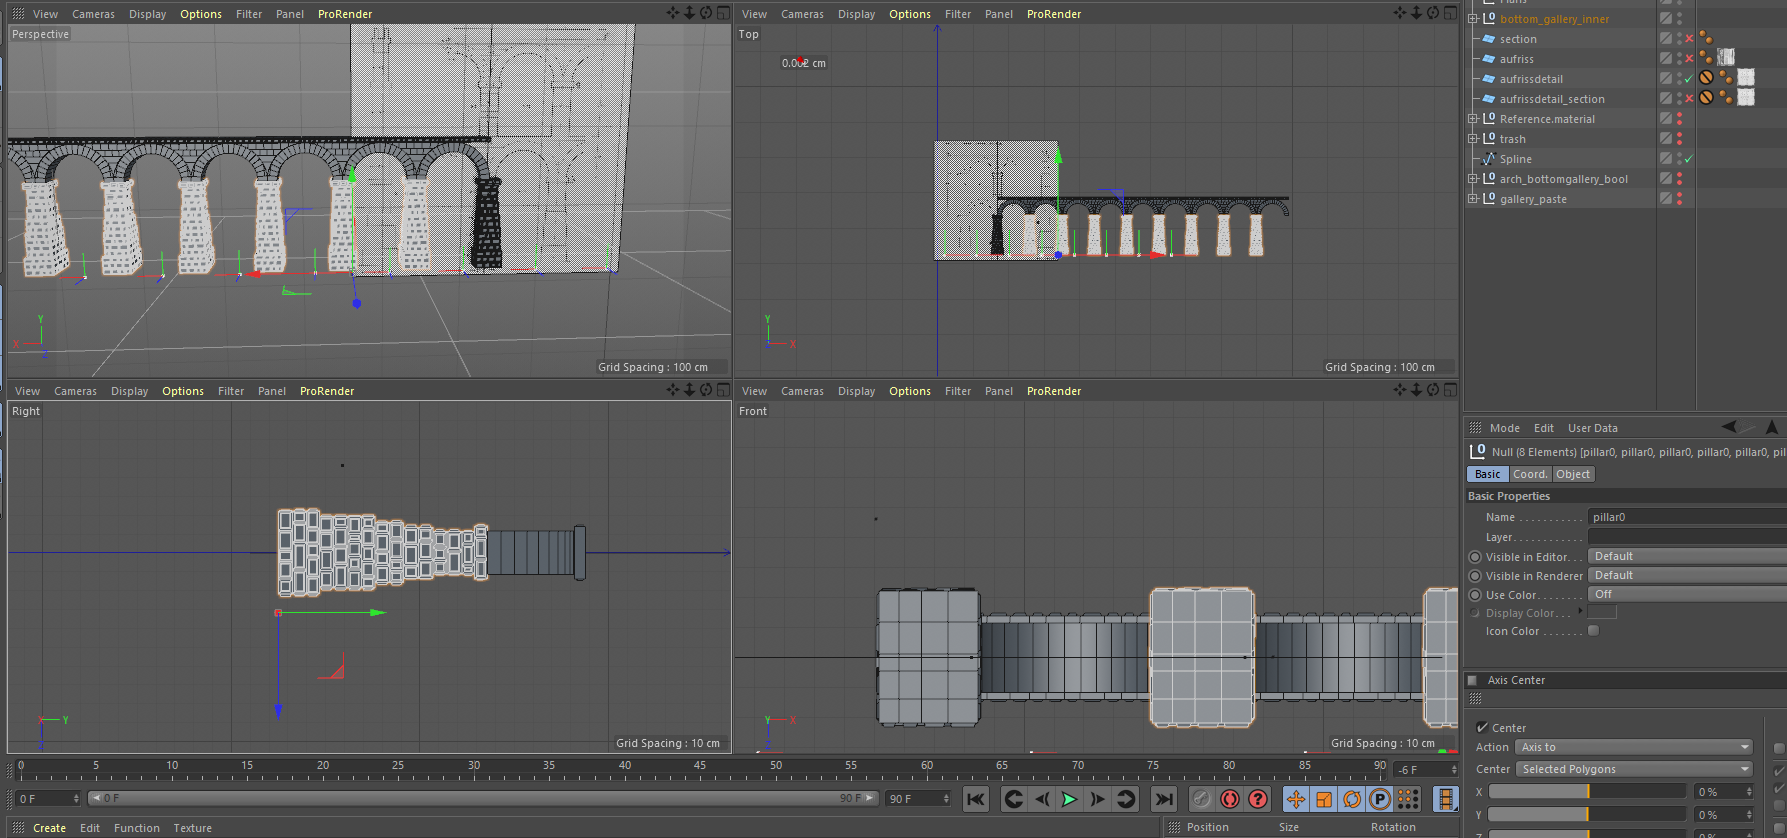 View Cameras Display Options Filter Panel ProRender
Perspective
Grid Spacing : 100 cm
View Cameras Display Options Filter Panel ProRender
Top
0.002 cm
Y
X
Grid Spacing : 100 cm
View Cameras Display Options Filter Panel ProRender
Right
Grid Spacing : 10 cm
View Cameras Display Options Filter Panel ProRender
Front
Grid Spacing : 10 cm
bottom_gallery_inner
section
aufriss
aufrissdetail
aufrissdetail_section
Reference.material
trash
Spline
arch_bottomgallery_bool
gallery_paste
Mode Edit User Data
Null (8 Elements) [pillar0, pillar0, pillar0, pillar0, pillar0, pil
Basic Coord. Object
Basic Properties
Name . . . . . . . . . . pillar0
Layer. . . . . . . . . . .
Visible in Editor. . . Default
Visible in Renderer Default
Use Color. . . . . . . Off
Display Color. . .
Icon Color . . . . . . .
Axis Center
Center
Action Axis to
Center Selected Polygons
X 0 %
Y 0 %
Z 0 %
0 5 10 15 20 25 30 35 40 45 50 55 60 65 70 75 80 85 90 -6 F
0 F 0 F 90 F 90 F
Create Edit Function Texture
Position Size Rotation